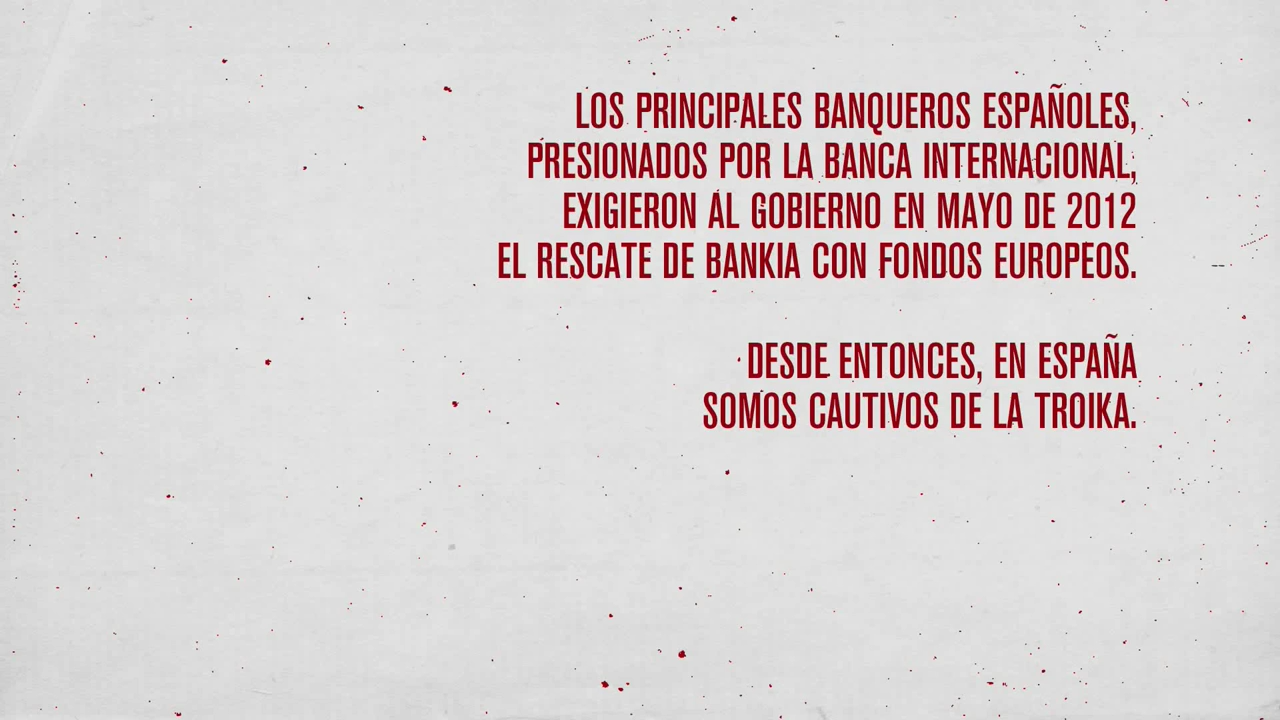 LOS PRINCIPALES BANQUEROS ESPAÑOLES,
PRESIONADOS POR LA BANCA INTERNACIONAL,
EXIGIERON AL GOBIERNO EN MAYO DE 2012
EL RESCATE DE BANKIA CON FONDOS EUROPEOS.
DESDE ENTONCES, EN ESPAÑA
SOMOS CAUTIVOS DE LA TROIKA.